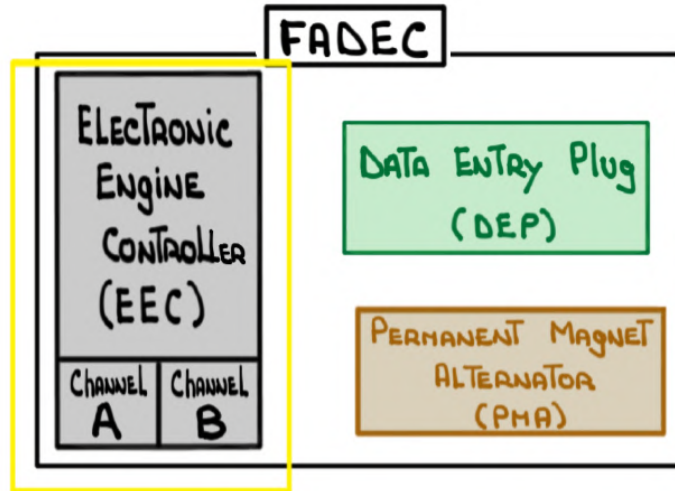 FADEC
ELECTRONIC
ENGINE
CONTROLLER
(EEC)
CHANNEL
A
CHANNEL
B
DATA ENTRY PLUG
(DEP)
PERMANENT MAGNET
ALTERNATOR
(PMA)